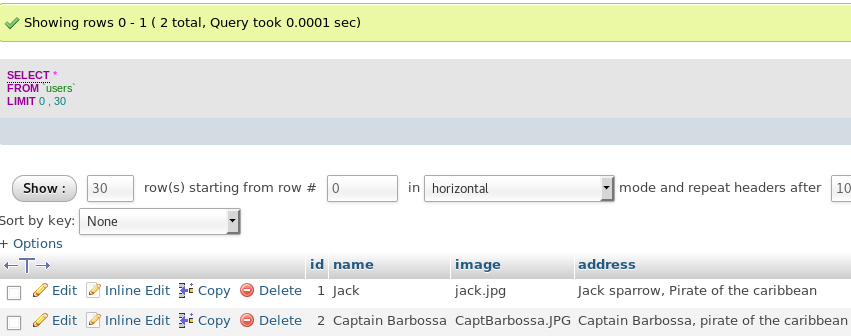 Showing rows 0 - 1 ( 2 total, Query took 0.0001 sec)
SELECT *
FROM `users`
LIMIT 0 , 30
Show : 30 row(s) starting from row # 0 in horizontal mode and repeat headers after 10
Sort by key: None
+ Options
←T→ id name image address
Edit Inline Edit Copy Delete 1 Jack jack.jpg Jack sparrow, Pirate of the caribbean
Edit Inline Edit Copy Delete 2 Captain Barbossa CaptBarbossa.JPG Captain Barbossa, pirate of the caribbean